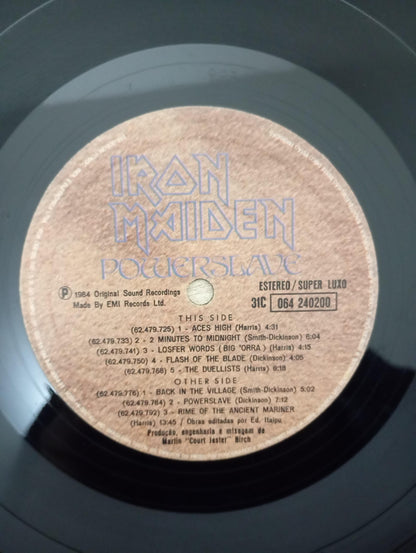 IRON
MAIDEN
POWERSLAVE
ESTEREO / SUPER LUXO
31C 064 240200
Ⓟ 1984 Original Sound Recordings
Made By EMI Records Ltd.
THIS SIDE
(62.479.725) 1 - ACES HIGH (Harris) 4:31
(62.479.733) 2 - 2 MINUTES TO MIDNIGHT (Smith-Dickinson) 6:04
(62.479.741) 3 - LOSFER WORDS (BIG 'ORRA) (Harris) 4:15
(62.479.750) 4 - FLASH OF THE BLADE (Dickinson) 4:05
(62.479.768) 5 - THE DUELLISTS (Harris) 6:18
OTHER SIDE
(62.479.776) 1 - BACK IN THE VILLAGE (Smith-Dickinson) 5:02
(62.479.784) 2 - POWERSLAVE (Dickinson) 7:12
(62.479.792) 3 - RIME OF THE ANCIENT MARINER
(Harris) 13:45 / Obras editadas por Ed. Itaipu
Produção, engenharia e mixagem de
Martin "Court Jester" Birch